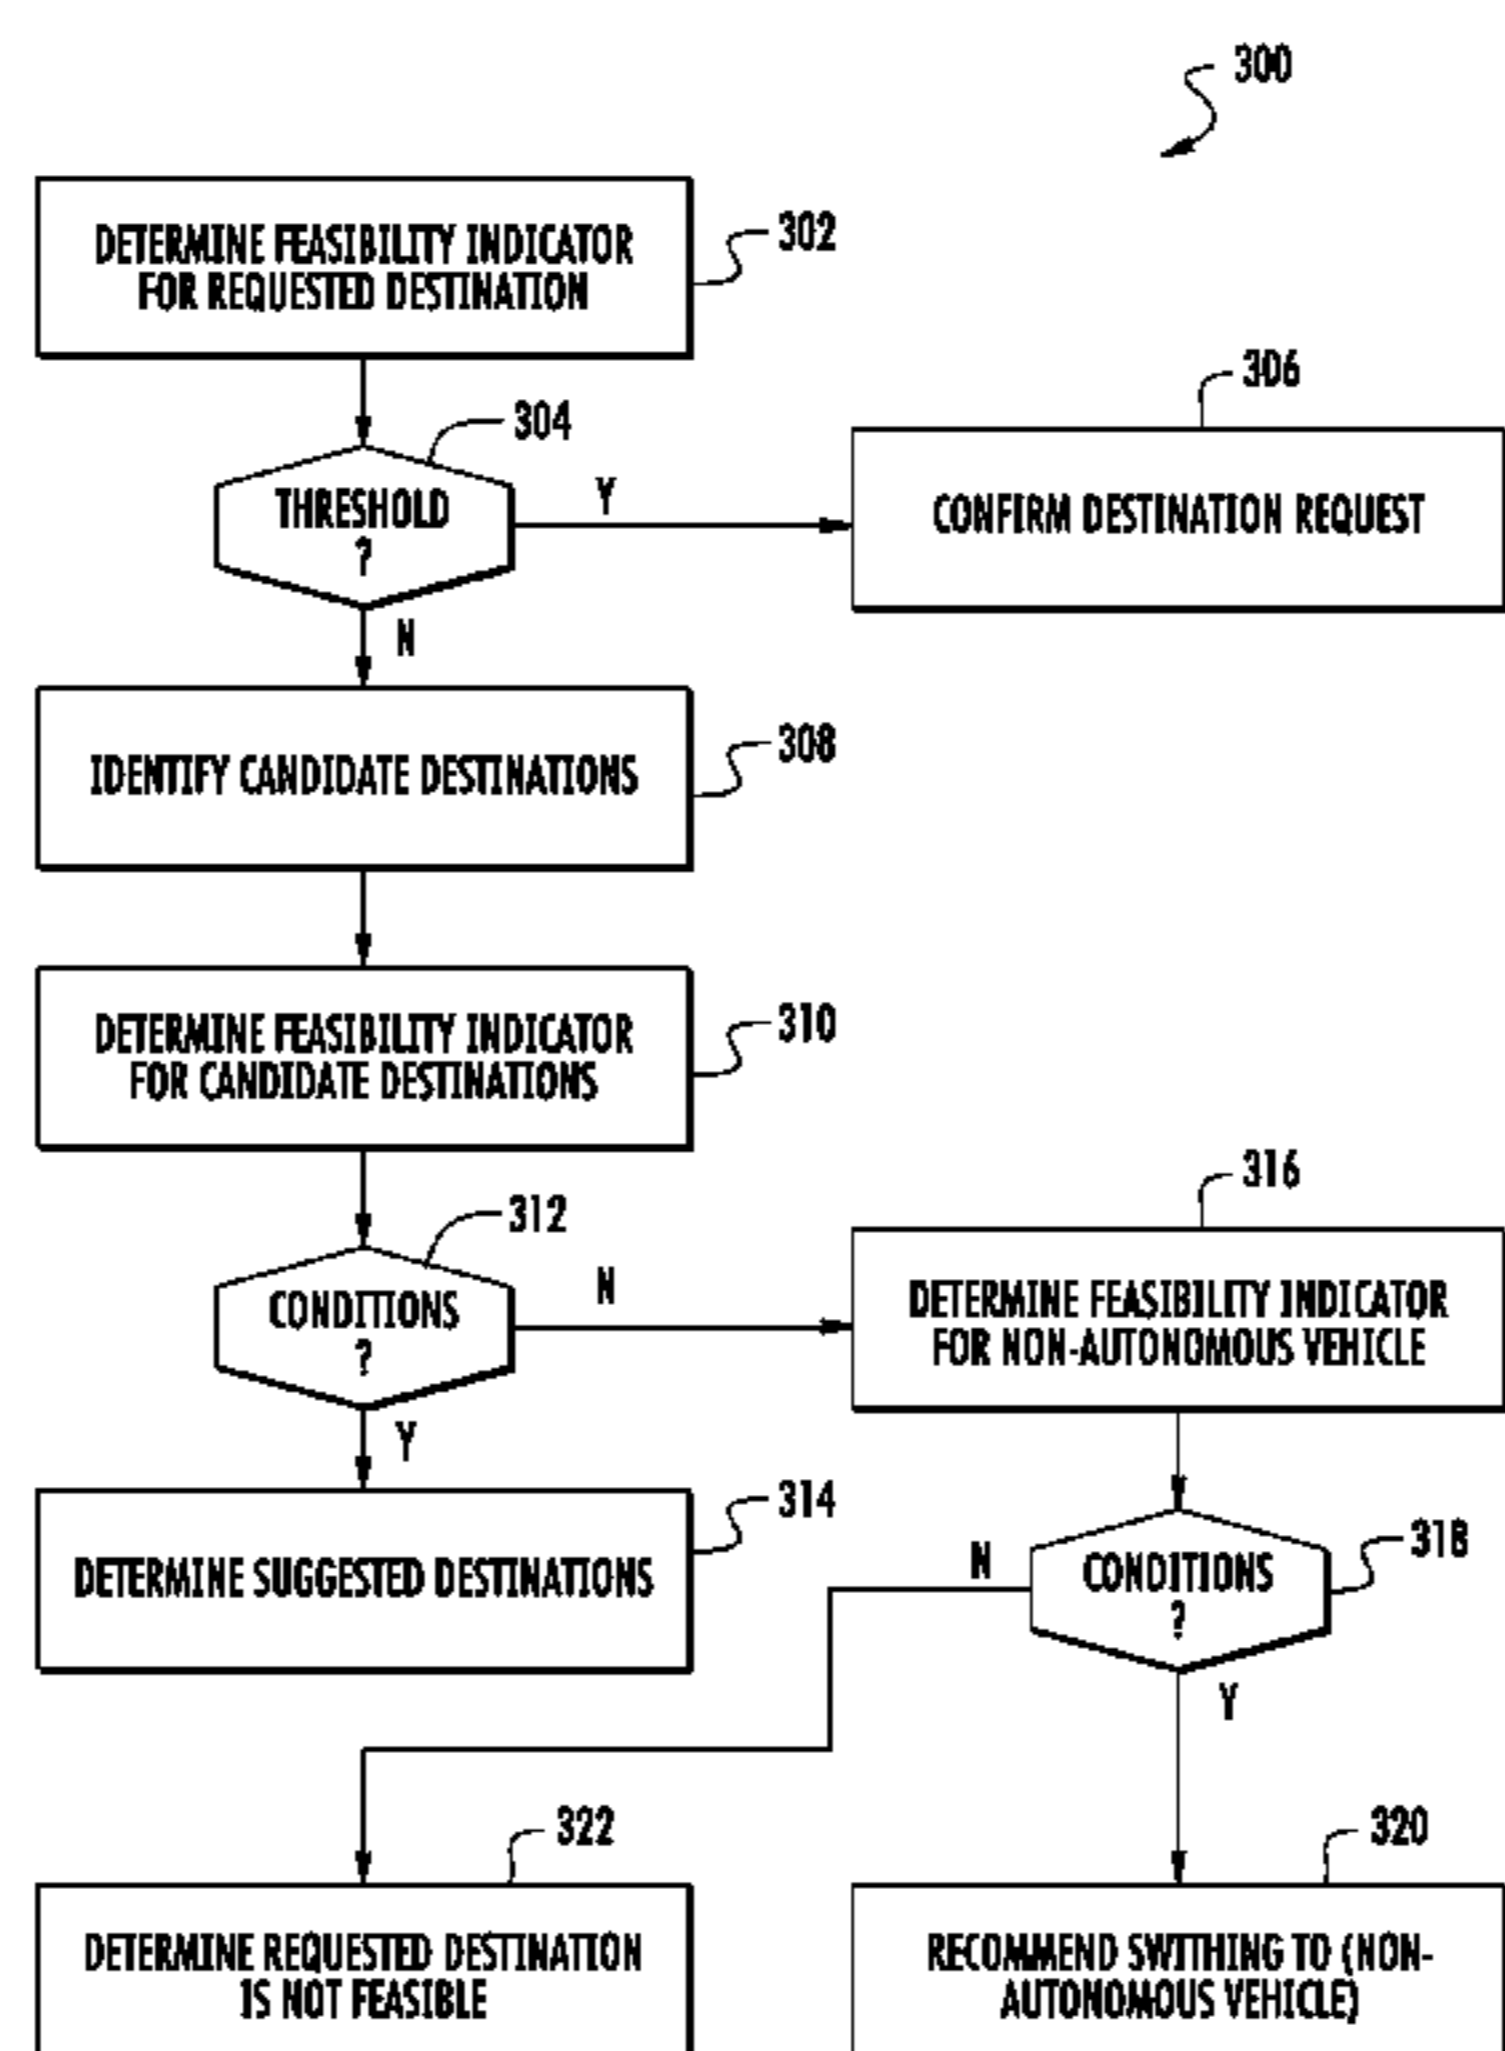 300
DETERMINE FEASIBILITY INDICATOR
FOR REQUESTED DESTINATION
302
304
THRESHOLD
?
Y
306
CONFIRM DESTINATION REQUEST
N
IDENTIFY CANDIDATE DESTINATIONS
308
DETERMINE FEASIBILITY INDICATOR
FOR CANDIDATE DESTINATIONS
310
312
CONDITIONS
?
N
316
DETERMINE FEASIBILITY INDICATOR
FOR NON-AUTONOMOUS VEHICLE
Y
DETERMINE SUGGESTED DESTINATIONS
314
N
CONDITIONS
?
318
Y
322
DETERMINE REQUESTED DESTINATION
IS NOT FEASIBLE
320
RECOMMEND SWITHING TO (NON-
AUTONOMOUS VEHICLE)